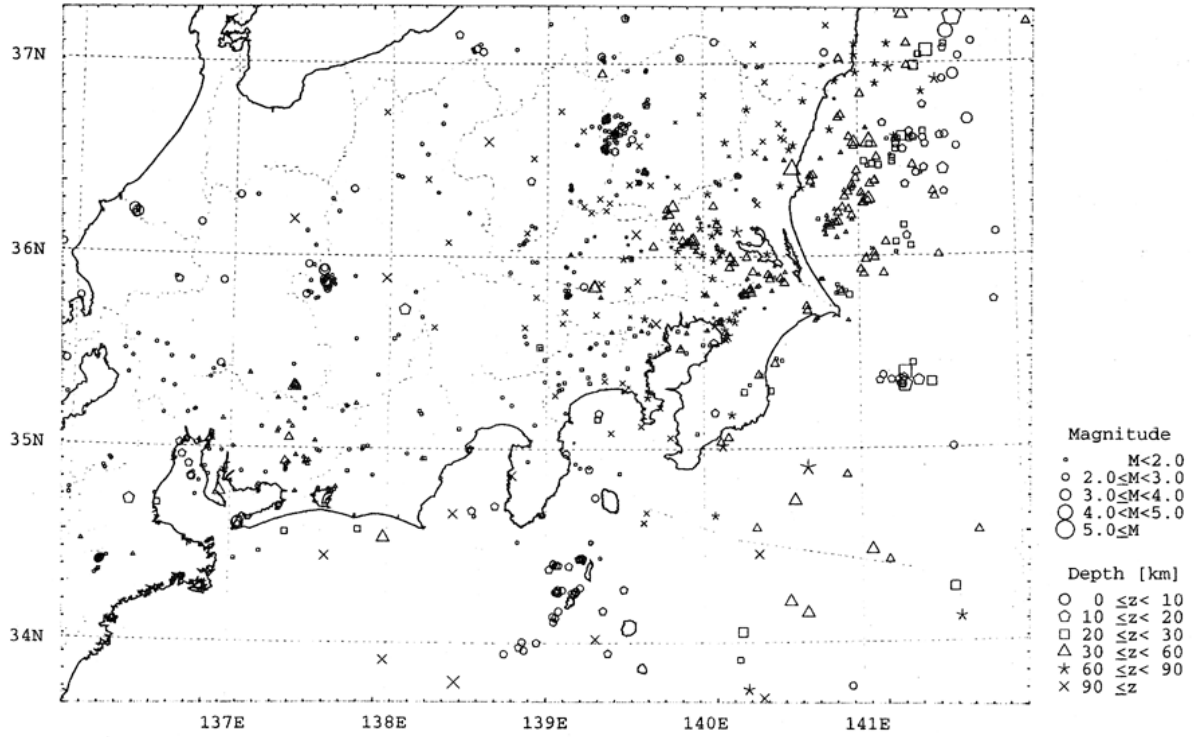 37N
36N
35N
34N
137E 138E 139E 140E 141E
Magnitude
M<2.0
2.0≤M<3.0
3.0≤M<4.0
4.0<M<5.0
5.0≤M
Depth [km]
0 ≤z< 10
10 ≤z< 20
20 ≤z< 30
30 ≤z< 60
60 ≤z< 90
90 ≤z